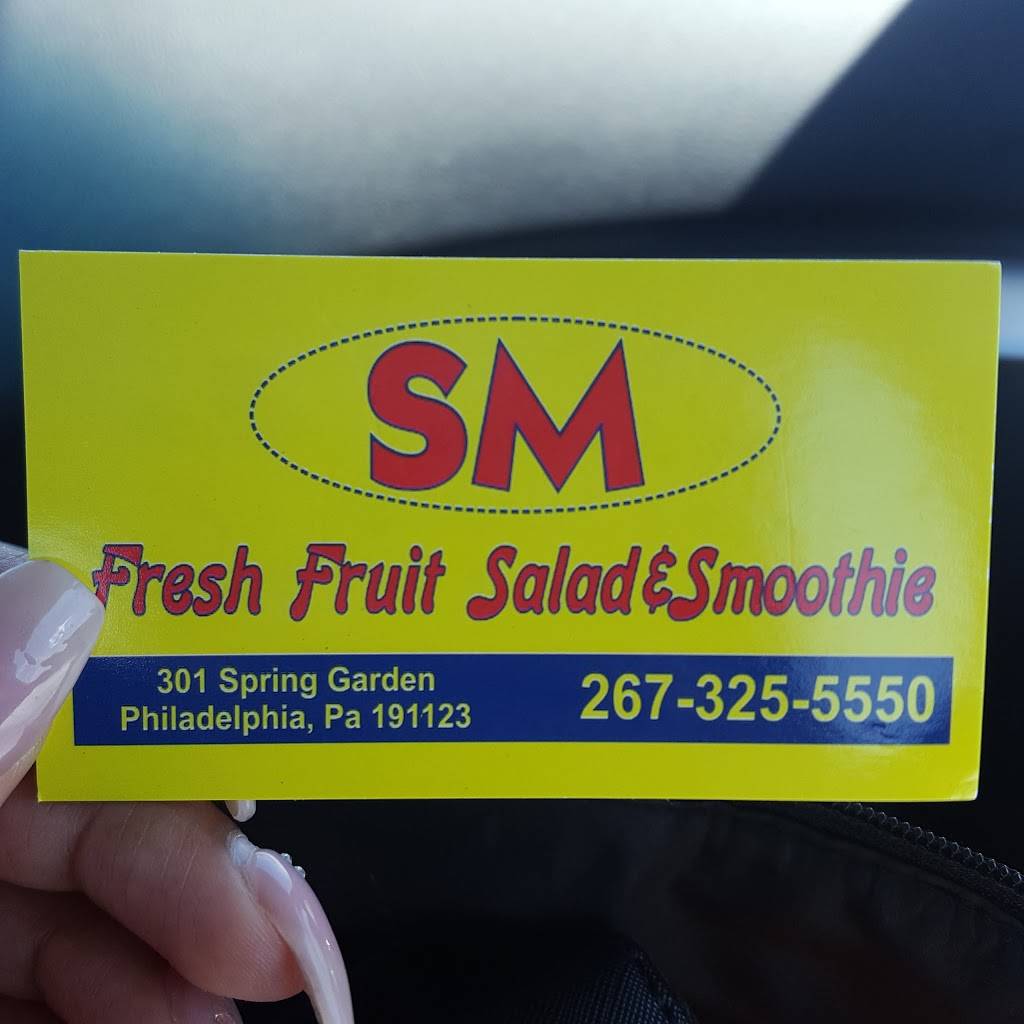 SM
Fresh Fruit Salad&Smoothie
301 Spring Garden
Philadelphia, Pa 191123
267-325-5550